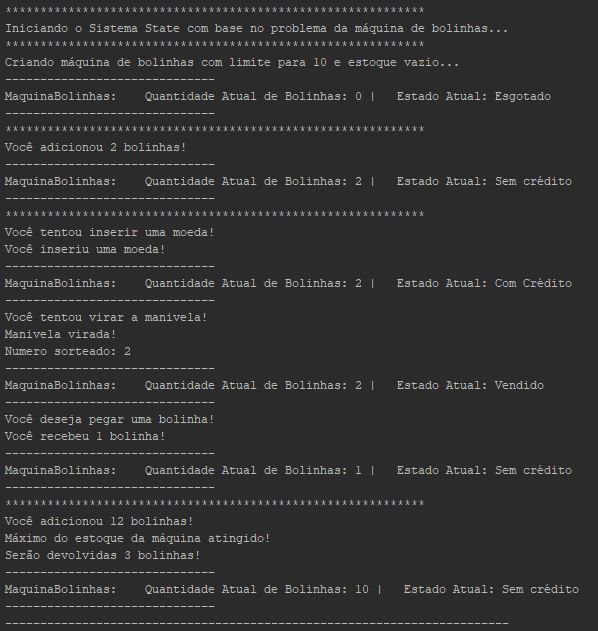 ************************************************************
Iniciando o Sistema State com base no problema da máquina de bolinhas...
************************************************************
Criando máquina de bolinhas com limite para 10 e estoque vazio...
------------------------------
MaquinaBolinhas:    Quantidade Atual de Bolinhas: 0 |   Estado Atual: Esgotado
------------------------------
************************************************************
Você adicionou 2 bolinhas!
------------------------------
MaquinaBolinhas:    Quantidade Atual de Bolinhas: 2 |   Estado Atual: Sem crédito
------------------------------
************************************************************
Você tentou inserir uma moeda!
Você inseriu uma moeda!
------------------------------
MaquinaBolinhas:    Quantidade Atual de Bolinhas: 2 |   Estado Atual: Com Crédito
------------------------------
Você tentou virar a manivela!
Manivela virada!
Numero sorteado: 2
------------------------------
MaquinaBolinhas:    Quantidade Atual de Bolinhas: 2 |   Estado Atual: Vendido
------------------------------
Você deseja pegar uma bolinha!
Você recebeu 1 bolinha!
------------------------------
MaquinaBolinhas:    Quantidade Atual de Bolinhas: 1 |   Estado Atual: Sem crédito
------------------------------
************************************************************
Você adicionou 12 bolinhas!
Máximo do estoque da máquina atingido!
Serão devolvidas 3 bolinhas!
------------------------------
MaquinaBolinhas:    Quantidade Atual de Bolinhas: 10 |   Estado Atual: Sem crédito
------------------------------
------------------------------------------------------------------------